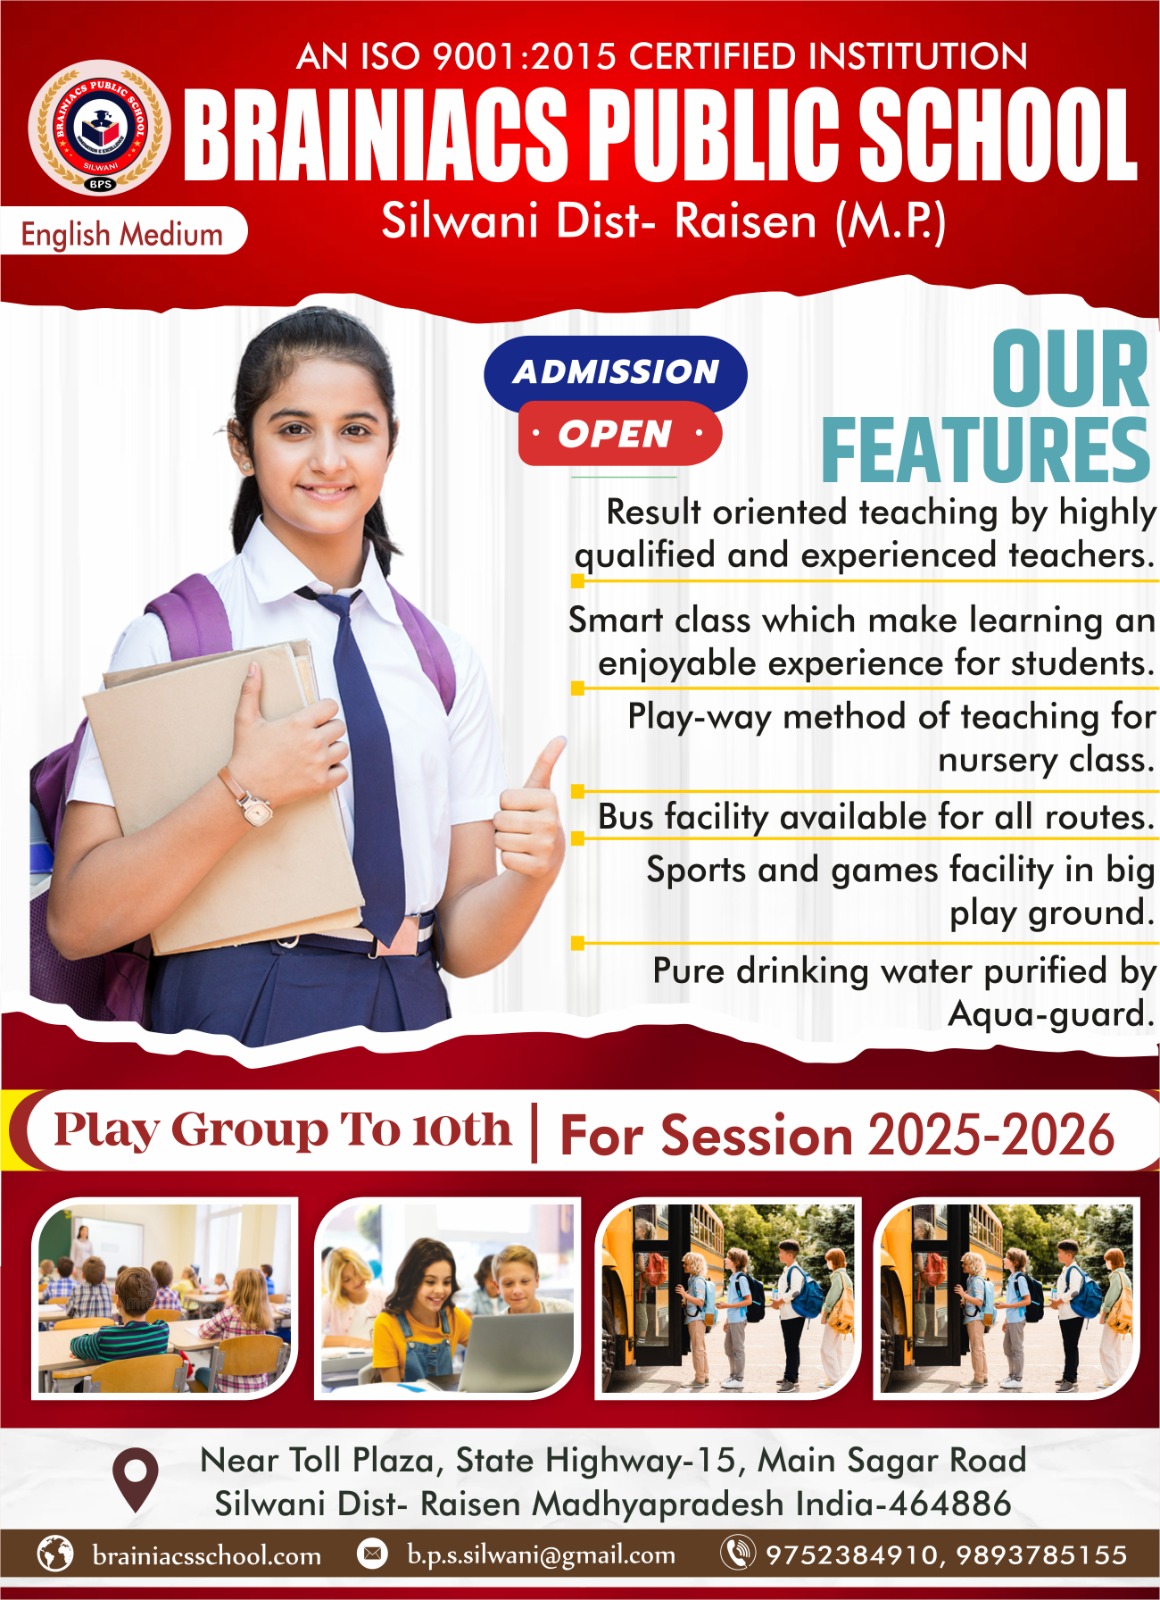 AN ISO 9001:2015 CERTIFIED INSTITUTION
BRAINIACS PUBLIC SCHOOL
BRAINIACS PUBLIC SCHOOL
SILWANI
BPS
Silwani Dist- Raisen (M.P.)
English Medium
ADMISSION
OPEN
OUR
FEATURES
Result oriented teaching by highly
qualified and experienced teachers.
Smart class which make learning an
enjoyable experience for students.
Play-way method of teaching for
nursery class.
Bus facility available for all routes.
Sports and games facility in big
play ground.
Pure drinking water purified by
Aqua-guard.
Play Group To 10th | For Session 2025-2026
Near Toll Plaza, State Highway-15, Main Sagar Road
Silwani Dist- Raisen Madhyapradesh India-464886
brainiacsschool.com
b.p.s.silwani@gmail.com
9752384910, 9893785155